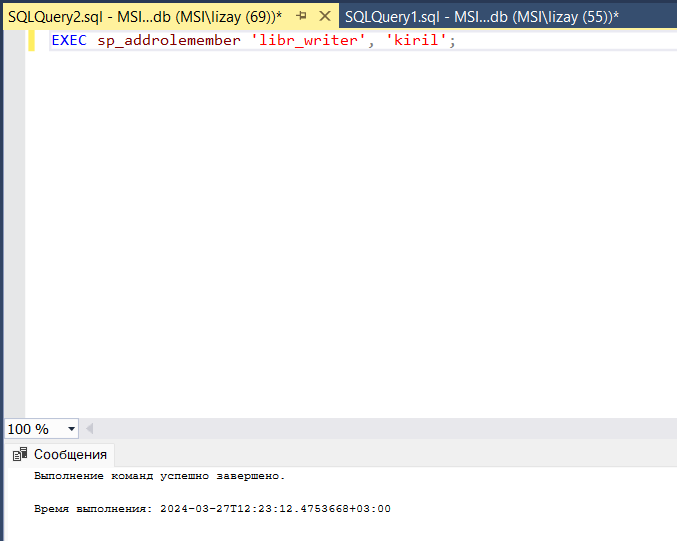 SQLQuery2.sql - MSI...db (MSI\lizay (69))* SQLQuery1.sql - MSI...db (MSI\lizay (55))*
EXEC sp_addrolemember 'libr_writer', 'kiril';
100 %
Сообщения
Выполнение команд успешно завершено.
Время выполнения: 2024-03-27T12:23:12.4753668+03:00